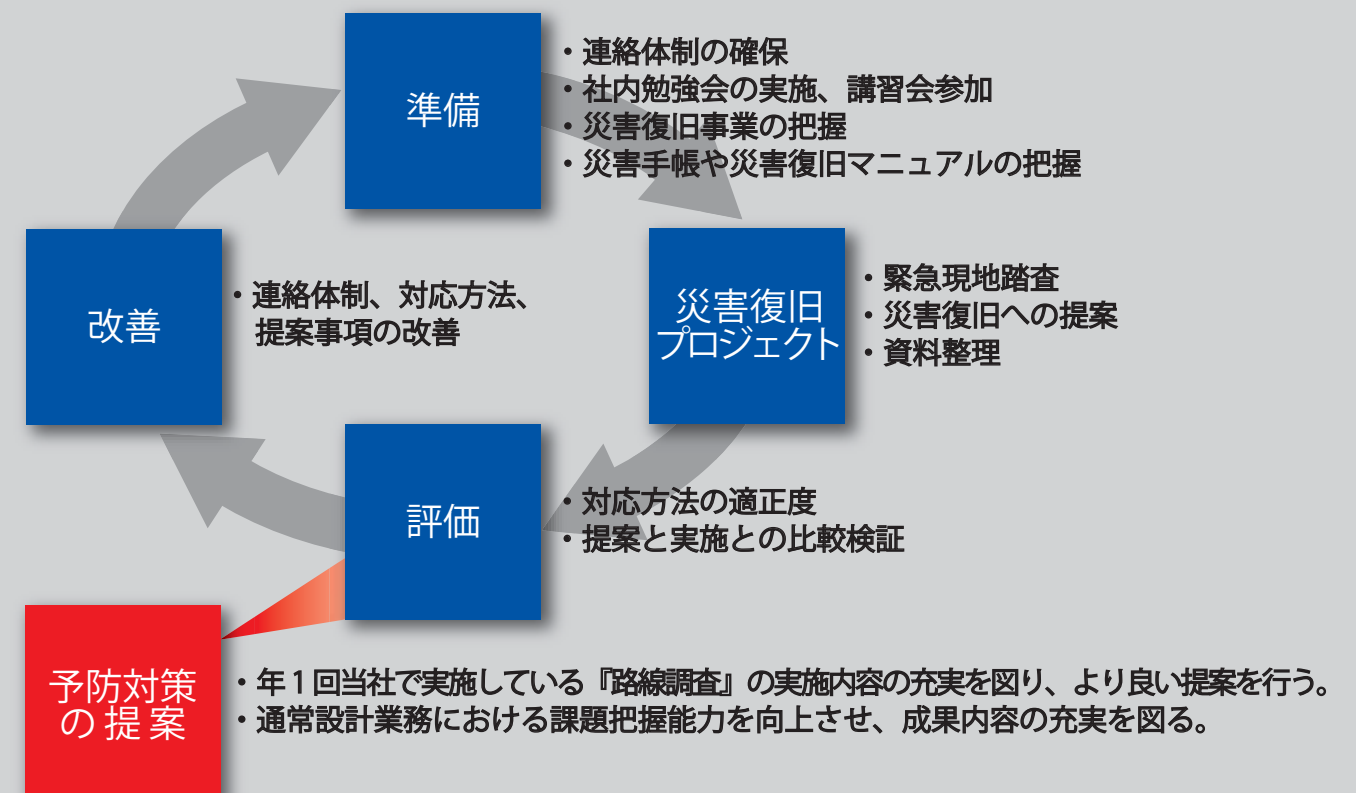 準備
・連絡体制の確保
・社内勉強会の実施、講習会参加
・災害復旧事業の把握
・災害手帳や災害復旧マニュアルの把握
災害復旧
プロジェクト
・緊急現地踏査
・災害復旧への提案
・資料整理
改善
・連絡体制、対応方法、
提案事項の改善
評価
・対応方法の適正度
・提案と実施との比較検証
予防対策
の提案
・年1回当社で実施している『路線調査』の実施内容の充実を図り、より良い提案を行う。
・通常設計業務における課題把握能力を向上させ、成果内容の充実を図る。